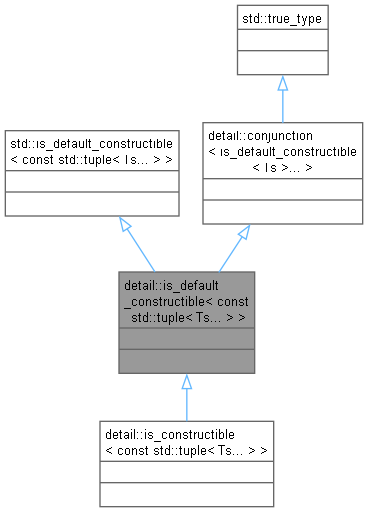 std::true_type
std::is_default_constructible
< const std::tuple< Ts... > >
detail::conjunction
< is_default_constructible
< Ts >... >
detail::is_default
_constructible< const
std::tuple< Ts... > >
detail::is_constructible
< const std::tuple< Ts... > >